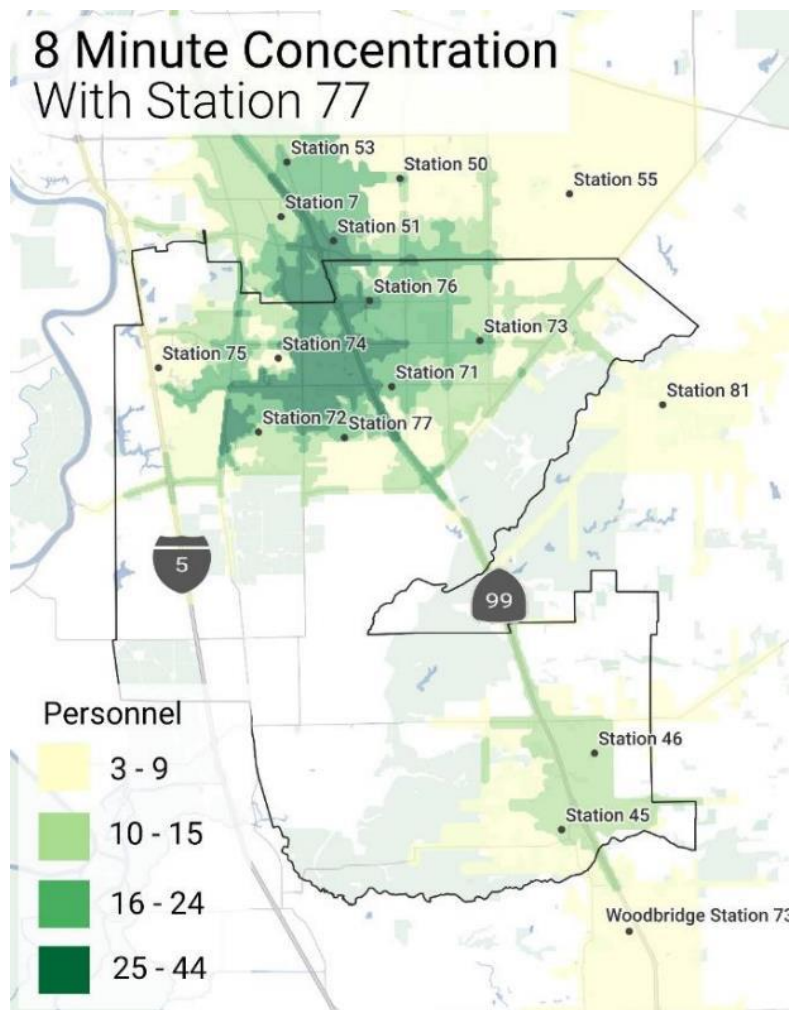 8 Minute Concentration
With Station 77
Station 53
Station 50
Station 55
Station 7
Station 51
Station 76
Station 73
Station 74
Station 75
Station 71
Station 81
Station 72
Station 77
5
99
Personnel
3 - 9
10 - 15
16 - 24
25 - 44
Station 46
Station 45
Woodbridge Station 73